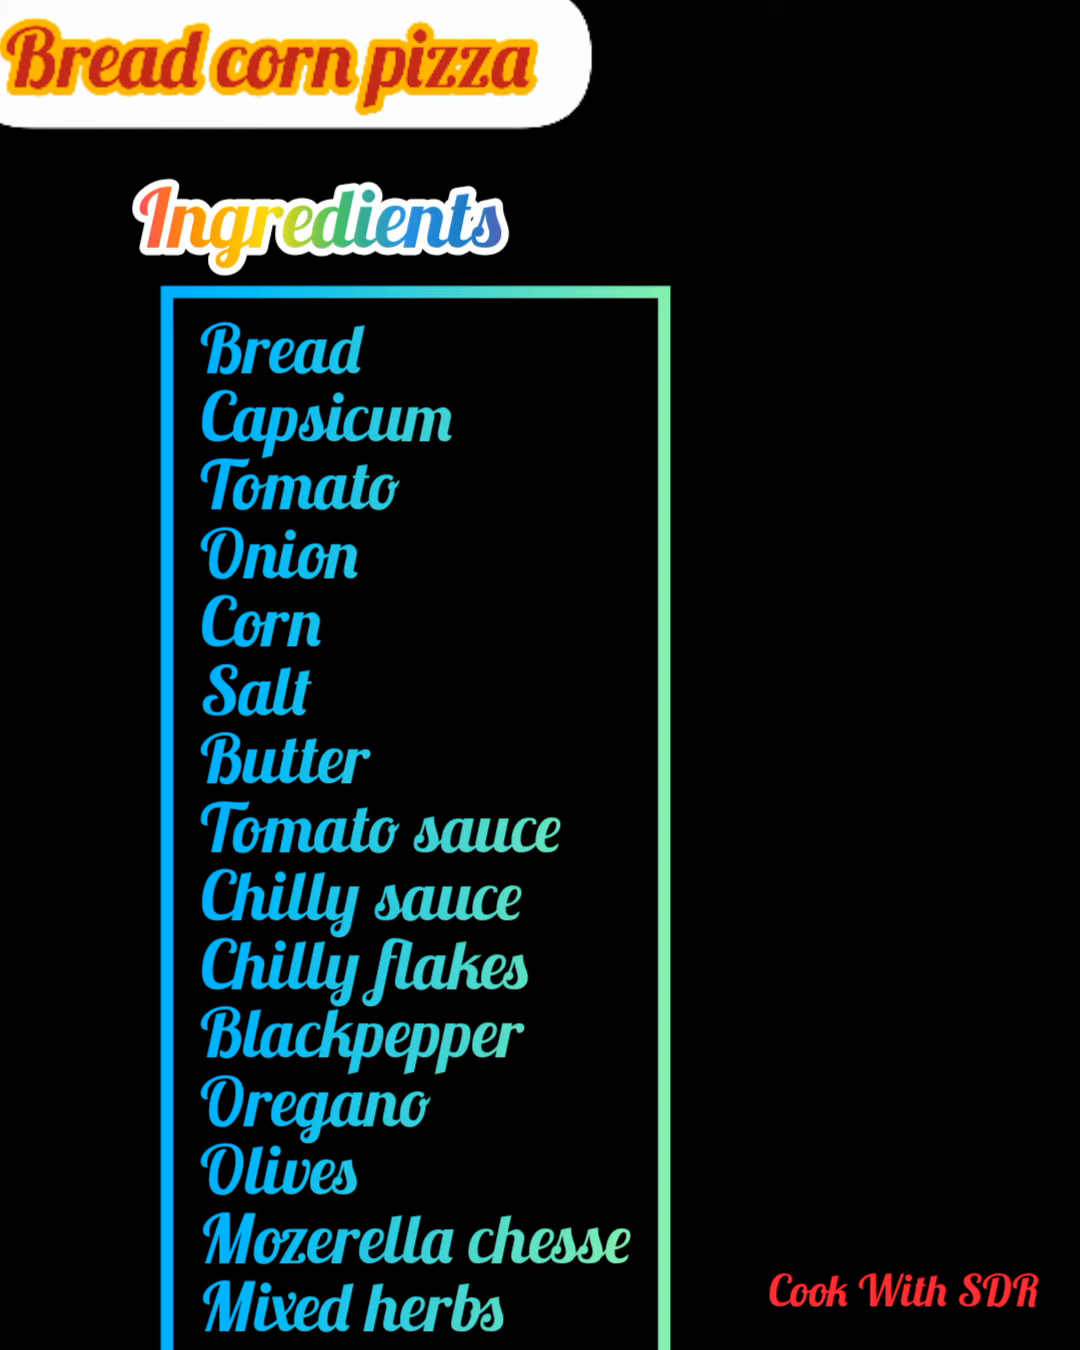 Bread corn pizza
Ingredients
Bread
Capsicum
Tomato
Onion
Corn
Salt
Butter
Tomato sauce
Chilly sauce
Chilly flakes
Blackpepper
Oregano
Olives
Mozerella chesse
Mixed herbs
Cook With SDR